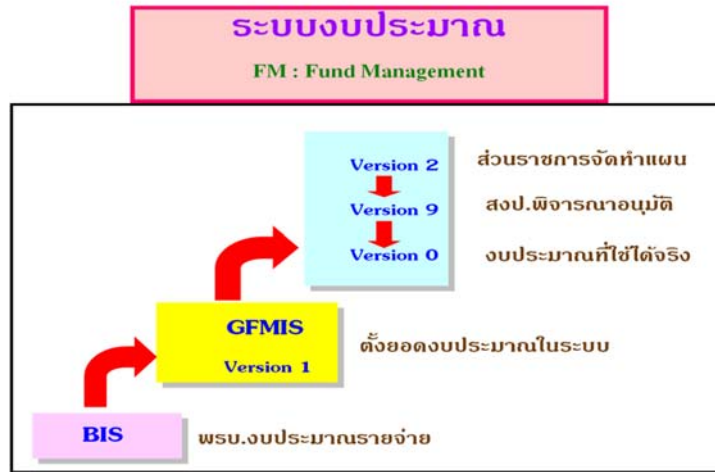 ระบบงบประมาณ
FM : Fund Management
Version 2 ส่วนราชการจัดทำแผน
Version 9 สงป.พิจารณาอนุมัติ
Version 0 งบประมาณที่ใช้ได้จริง
GFMIS
Version 1 ตั้งยอดงบประมาณในระบบ
BIS พรบ.งบประมาณรายจ่าย